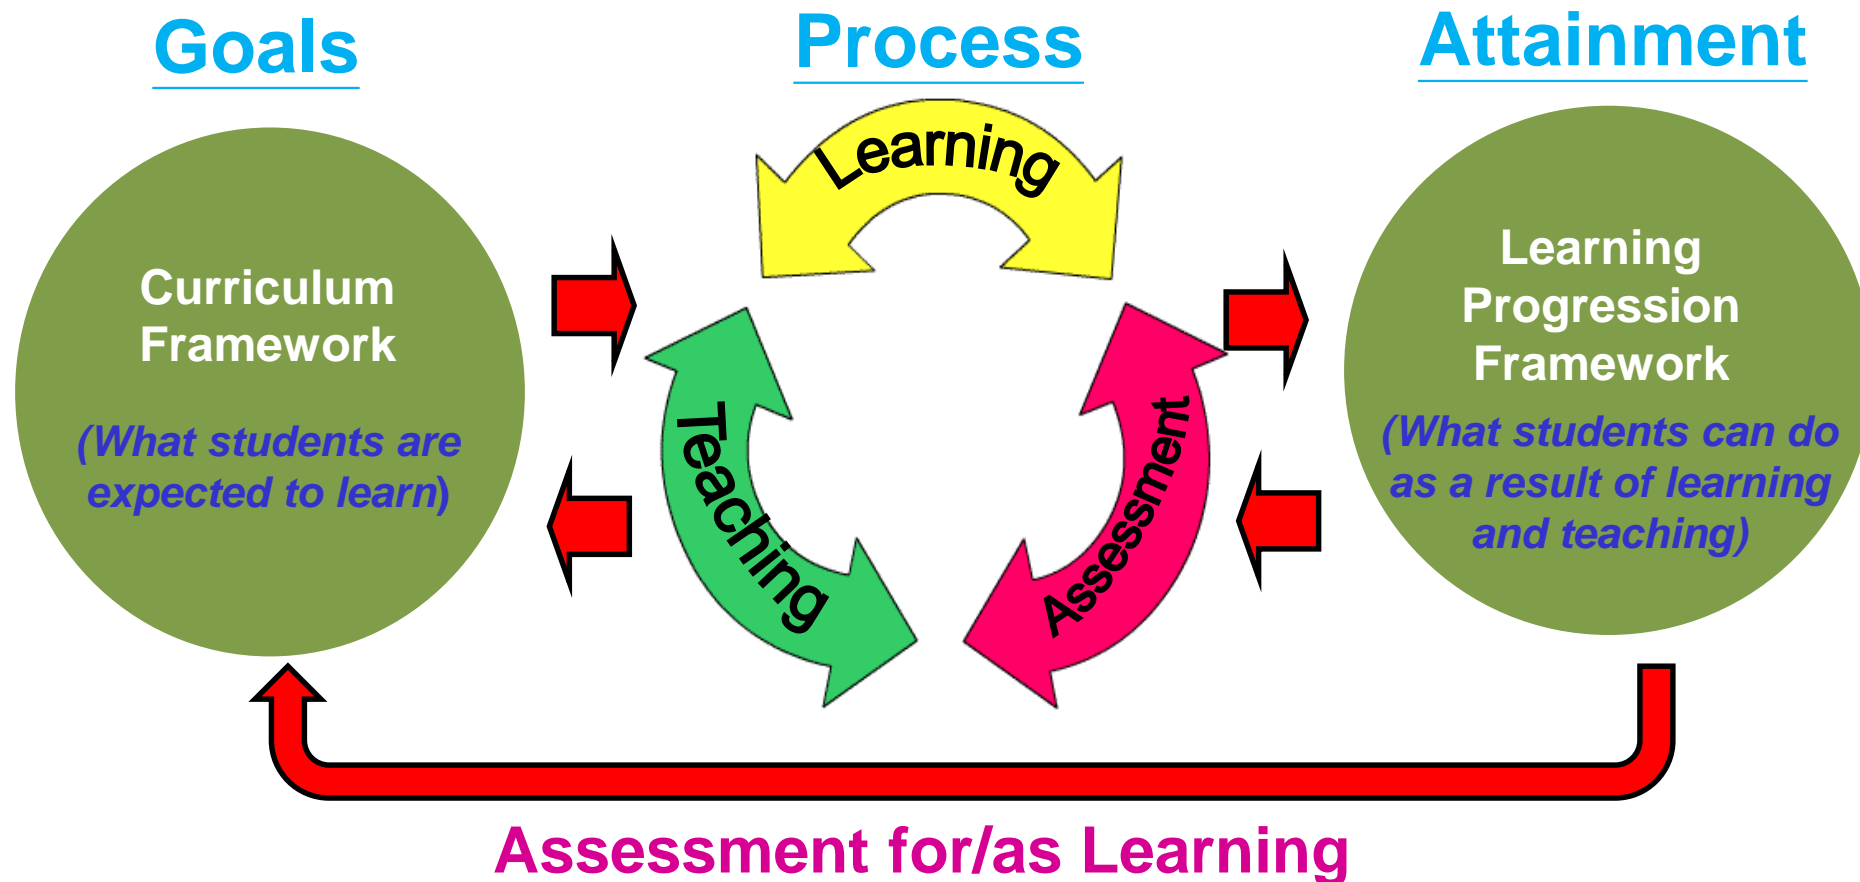 Goals
Process
Attainment
Curriculum
Framework
(What students are
expected to learn)
Learning
Teaching
Assessment
Learning
Progression
Framework
(What students can do
as a result of learning
and teaching)
Assessment for/as Learning